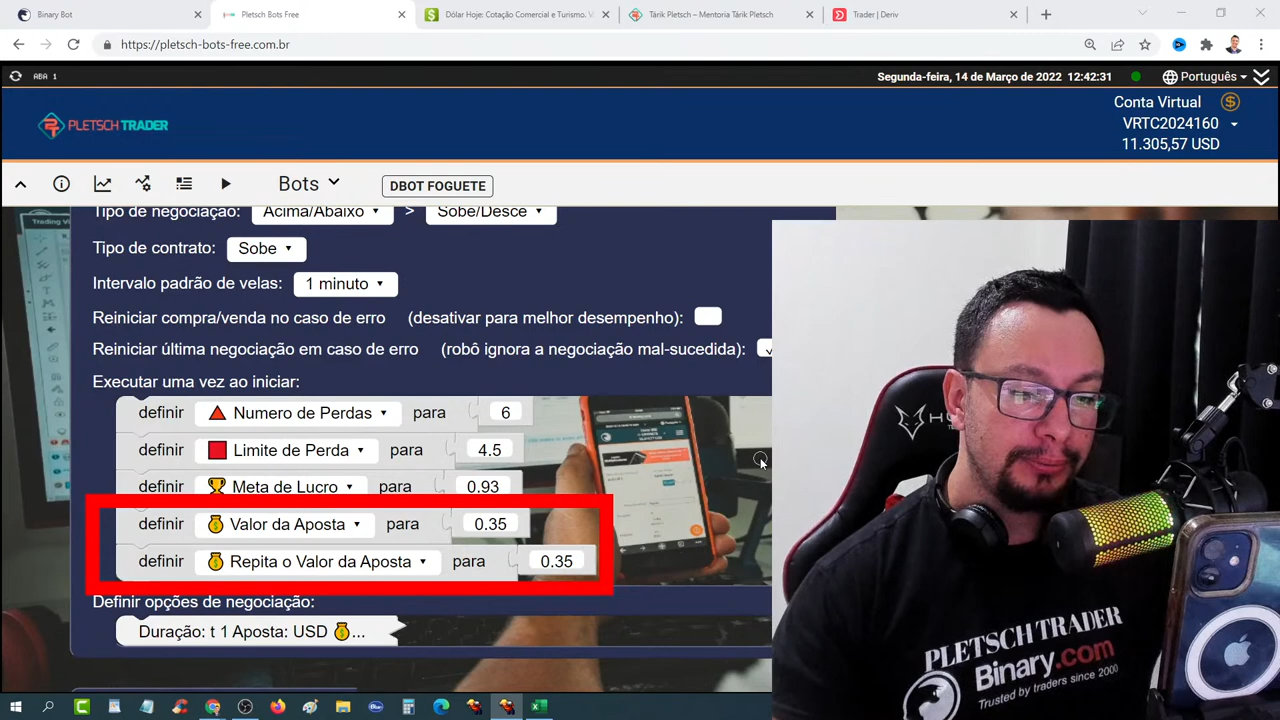 Binary Bot
Pletsch Bots Free
Dólar Hoje: Cotação Comercial e Turismo. V
Tárik Pletsch – Mentoria Tárik Pletsch
Trader | Deriv
https://pletsch-bots-free.com.br
ABA 1
Segunda-feira, 14 de Março de 2022 12:42:31
Português
PLETSCH TRADER
Conta Virtual
VRTC2024160
11.305,57 USD
Bots
DBOT FOGUETE
Tipo de negociação: Acima/Abaixo > Sobe/Desce
Tipo de contrato: Sobe
Intervalo padrão de velas: 1 minuto
Reiniciar compra/venda no caso de erro (desativar para melhor desempenho):
Reiniciar última negociação em caso de erro (robô ignora a negociação mal-sucedida):
Executar uma vez ao iniciar:
definir Numero de Perdas para 6
definir Limite de Perda para 4.5
definir Meta de Lucro para 0.93
definir Valor da Aposta para 0.35
definir Repita o Valor da Aposta para 0.35
Definir opções de negociação:
Duração: t 1 Aposta: USD ...
PLETSCH TRADER
Binary.com
Trusted by traders since 2000